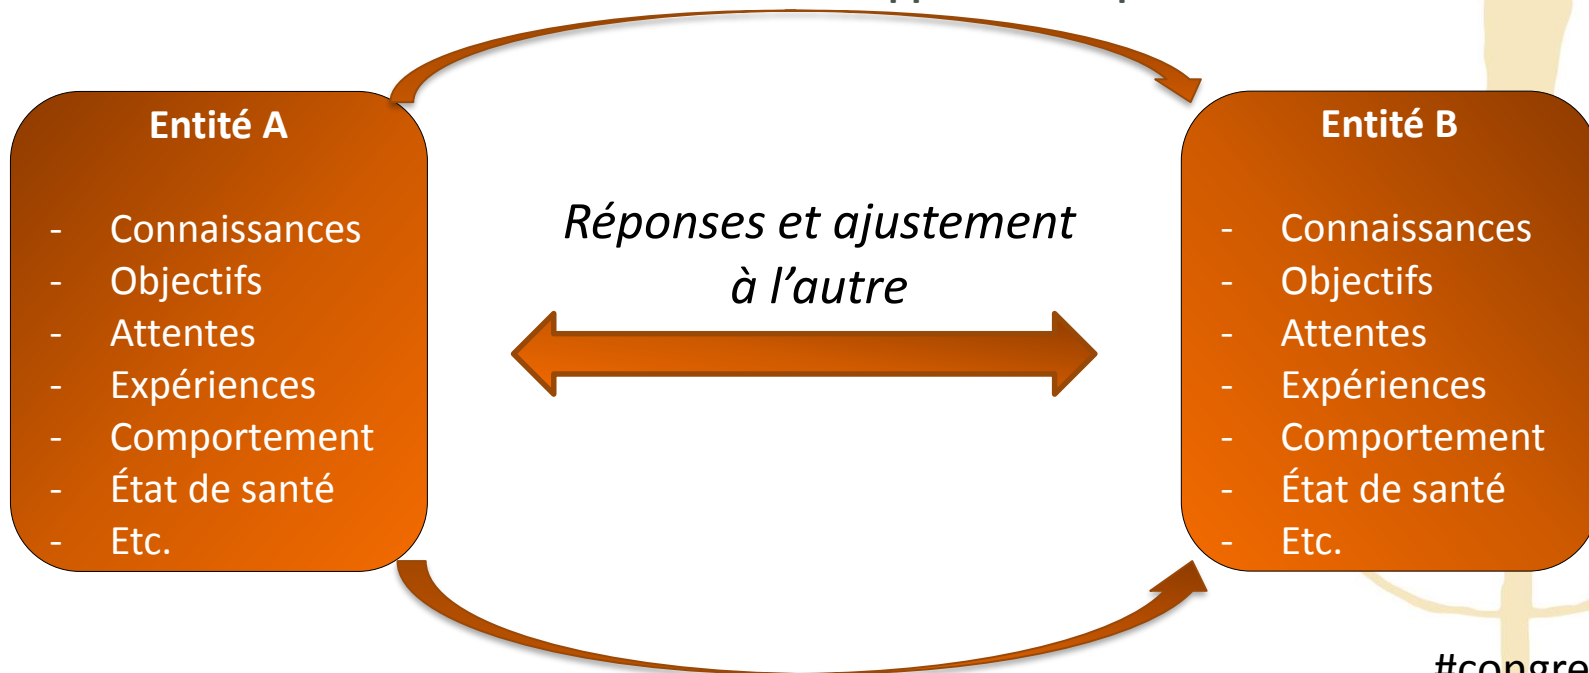 Entité A
- Connaissances
- Objectifs
- Attentes
- Expériences
- Comportement
- État de santé
- Etc.
Réponses et ajustement
à l’autre
Entité B
- Connaissances
- Objectifs
- Attentes
- Expériences
- Comportement
- État de santé
- Etc.